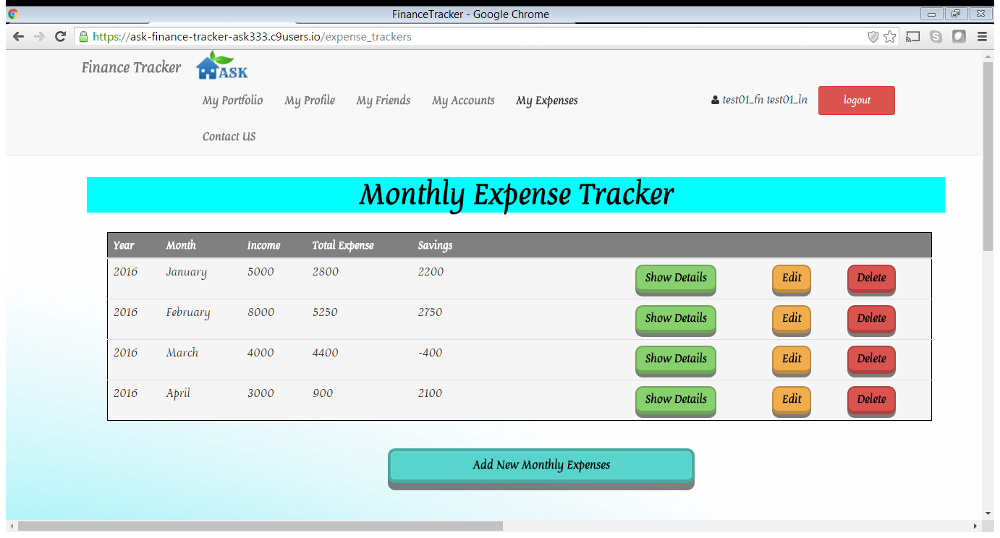 FinanceTracker - Google Chrome
https://ask-finance-tracker-ask333.c9users.io/expense_trackers
Finance Tracker ASK
My Portfolio My Profile My Friends My Accounts My Expenses test01_fn test01_ln logout
Contact US
Monthly Expense Tracker
Year Month Income Total Expense Savings
2016 January 5000 2800 2200 Show Details Edit Delete
2016 February 8000 5250 2750 Show Details Edit Delete
2016 March 4000 4400 -400 Show Details Edit Delete
2016 April 3000 900 2100 Show Details Edit Delete
Add New Monthly Expenses